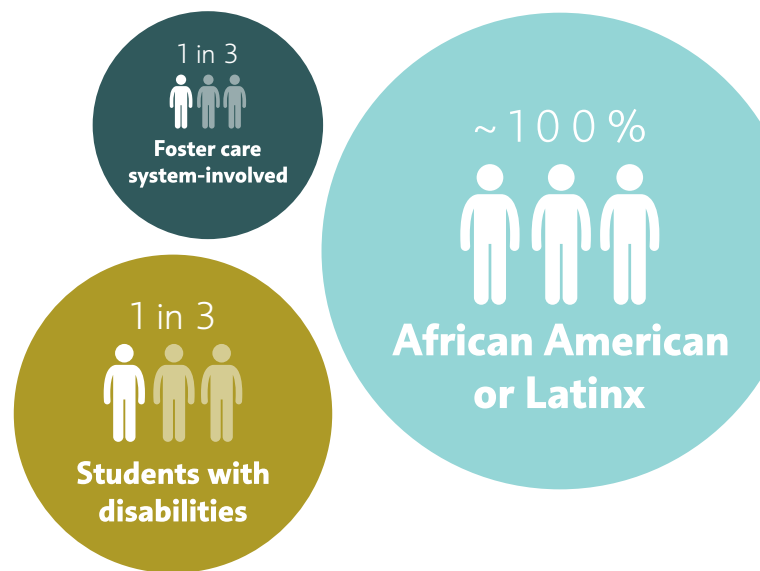 1 in 3
Foster care
system-involved
~100%
African American
or Latinx
1 in 3
Students with
disabilities